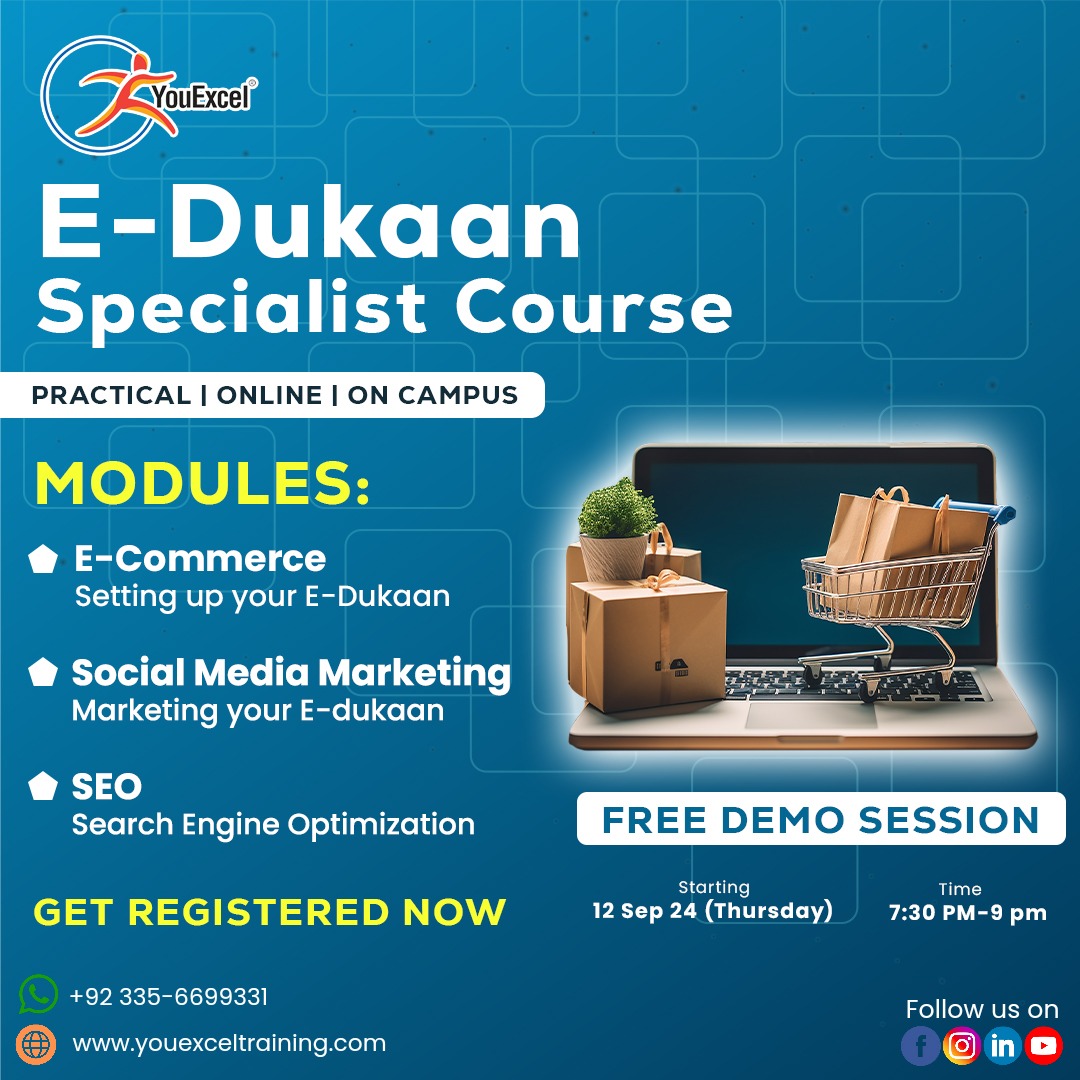 YouExcel®
E-Dukaan
Specialist Course
PRACTICAL | ONLINE | ON CAMPUS
MODULES:
E-Commerce
Setting up your E-Dukaan
Social Media Marketing
Marketing your E-dukaan
SEO
Search Engine Optimization
GET REGISTERED NOW
FREE DEMO SESSION
Starting
12 Sep 24 (Thursday)
Time
7:30 PM-9 pm
+92 335-6699331
www.youexceltraining.com
Follow us on